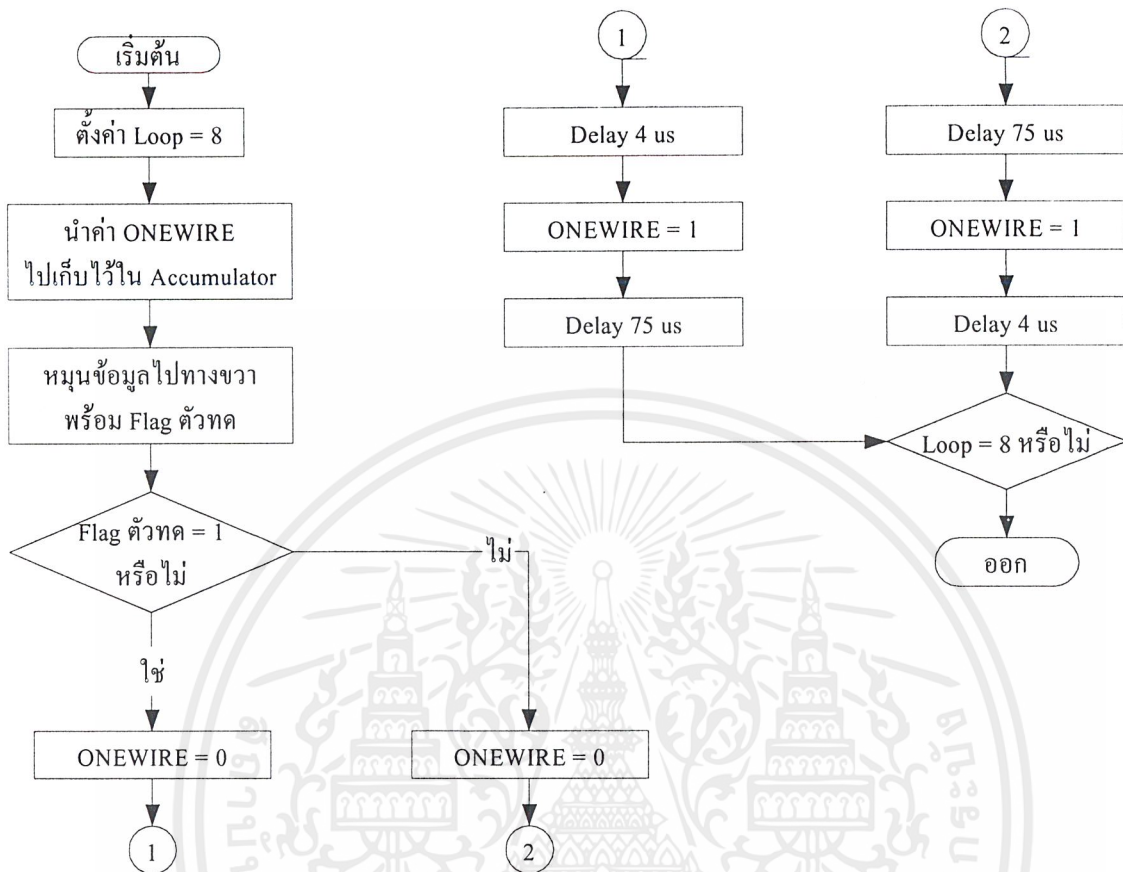 เริ่มต้น
ตั้งค่า Loop = 8
นำค่า ONEWIRE
ไปเก็บไว้ใน Accumulator
หมุนข้อมูลไปทางขวา
พร้อม Flag ตัวทด
Flag ตัวทด = 1
หรือไม่
ไม่
ใช่
ONEWIRE = 0
ONEWIRE = 0
1
2
1
Delay 4 us
ONEWIRE = 1
Delay 75 us
2
Delay 75 us
ONEWIRE = 1
Delay 4 us
Loop = 8 หรือไม่
ออก